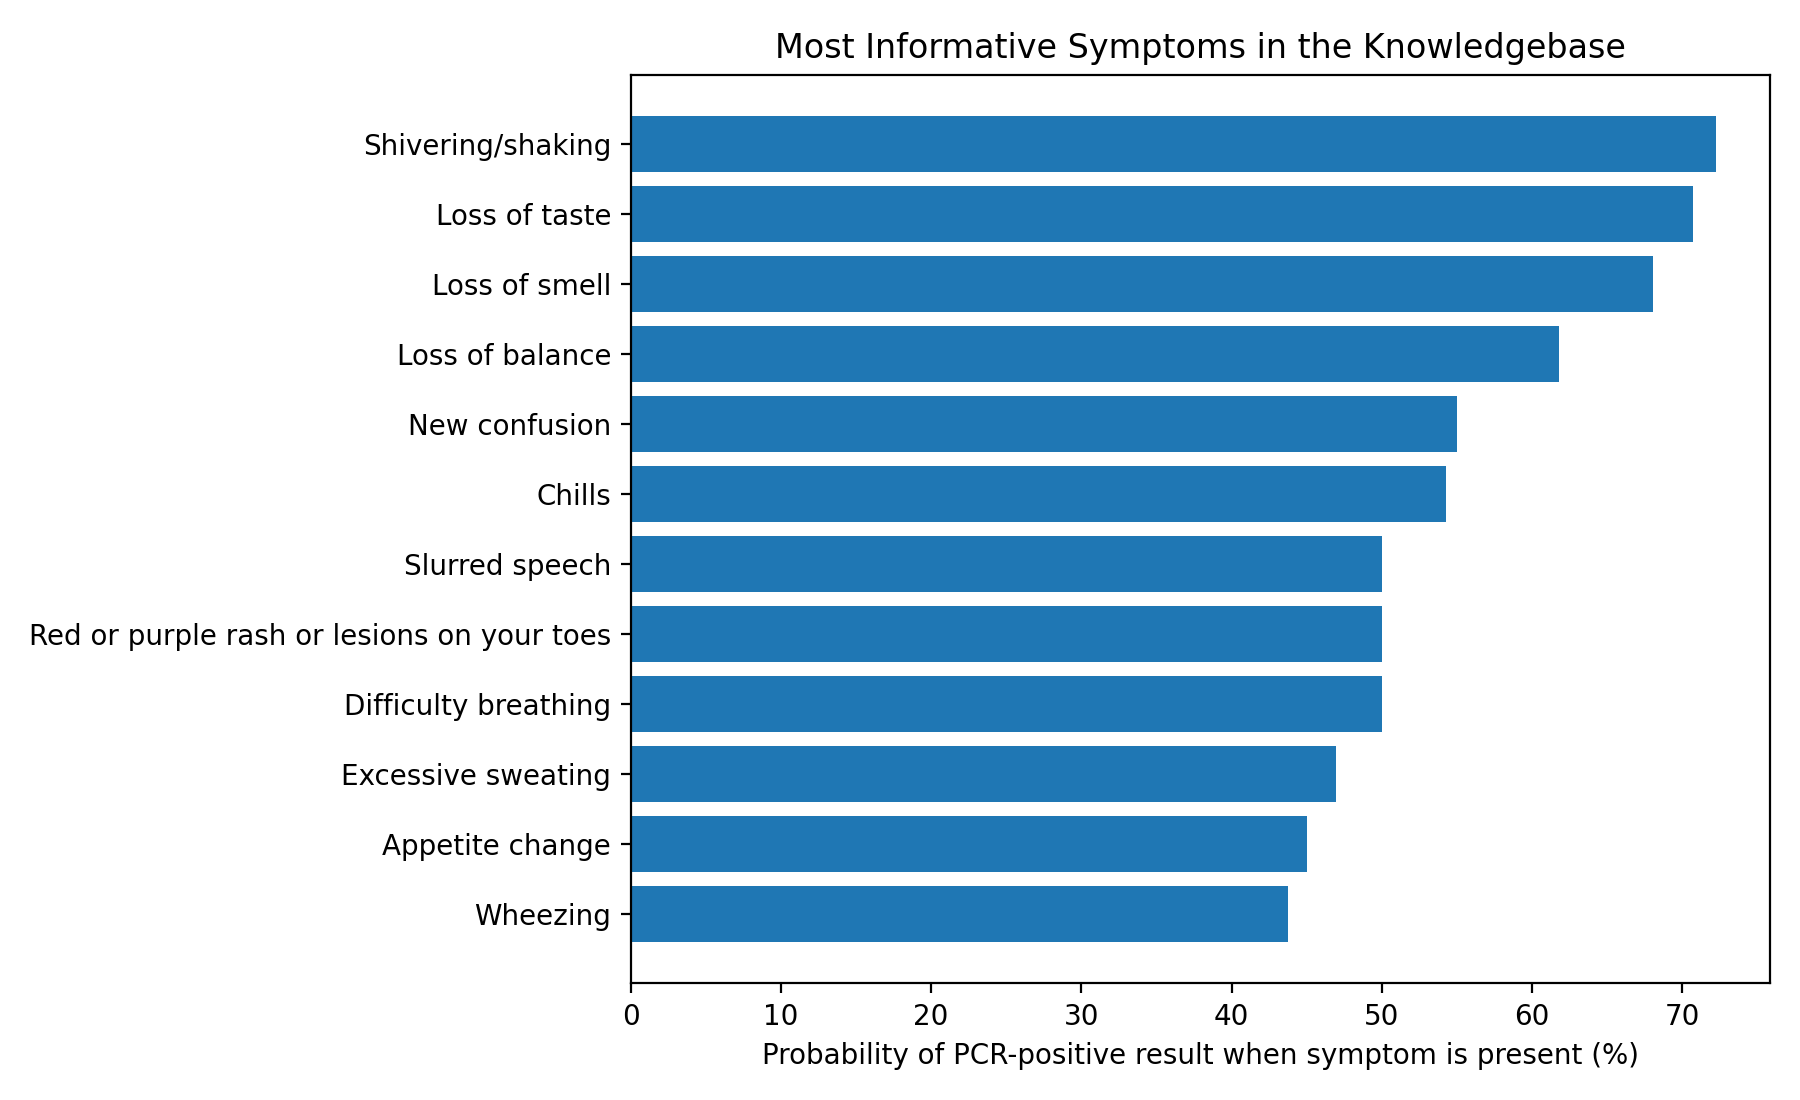 Most Informative Symptoms in the Knowledgebase
Shivering/shaking
Loss of taste
Loss of smell
Loss of balance
New confusion
Chills
Slurred speech
Red or purple rash or lesions on your toes
Difficulty breathing
Excessive sweating
Appetite change
Wheezing
0 10 20 30 40 50 60 70
Probability of PCR-positive result when symptom is present (%)